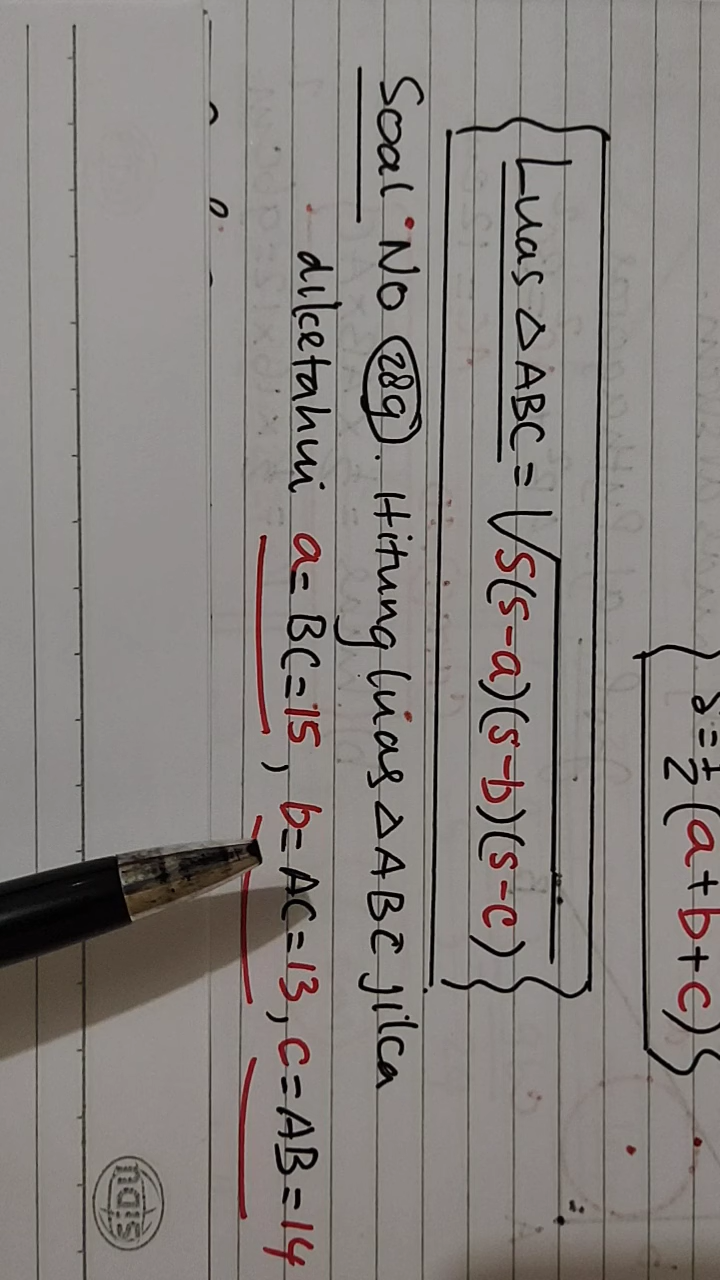 s = 1/2 (a+b+c)
Luas △ABC = √s(s-a)(s-b)(s-c)
Soal No 289. Hitung luas △ABC jika
diketahui a = BC = 15, b = AC = 13, c = AB = 14